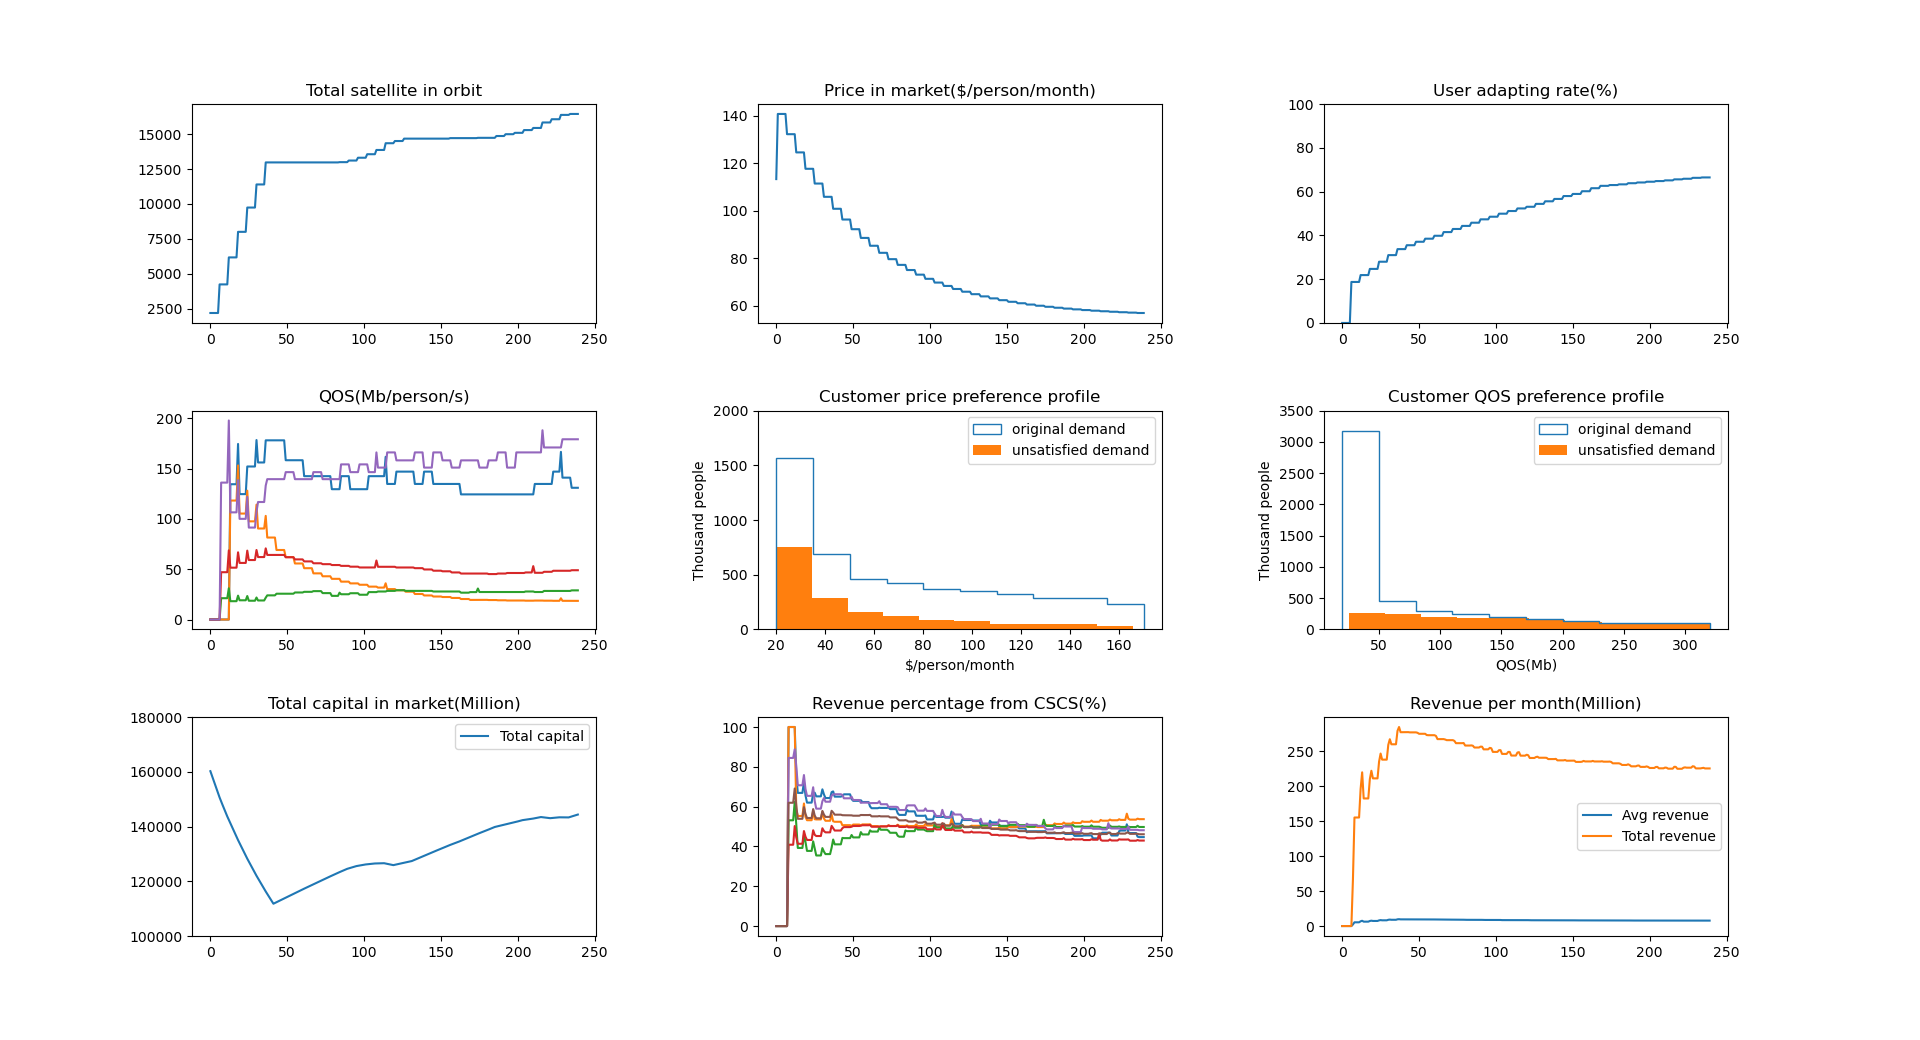 Total satellite in orbit
15000
12500
10000
7500
5000
2500
0 50 100 150 200 250
Price in market($/person/month)
140
120
100
80
60
0 50 100 150 200 250
User adapting rate(%)
100
80
60
40
20
0
0 50 100 150 200 250
QOS(Mb/person/s)
200
150
100
50
0
0 50 100 150 200 250
Customer price preference profile
Thousand people
2000
1500
1000
500
0
original demand
unsatisfied demand
20 40 60 80 100 120 140 160
$/person/month
Customer QOS preference profile
Thousand people
3500
3000
2500
2000
1500
1000
500
0
original demand
unsatisfied demand
50 100 150 200 250 300
QOS(Mb)
Total capital in market(Million)
180000
160000
140000
120000
100000
Total capital
0 50 100 150 200 250
Revenue percentage from CSCS(%)
100
80
60
40
20
0
0 50 100 150 200 250
Revenue per month(Million)
250
200
150
100
50
0
Avg revenue
Total revenue
0 50 100 150 200 250